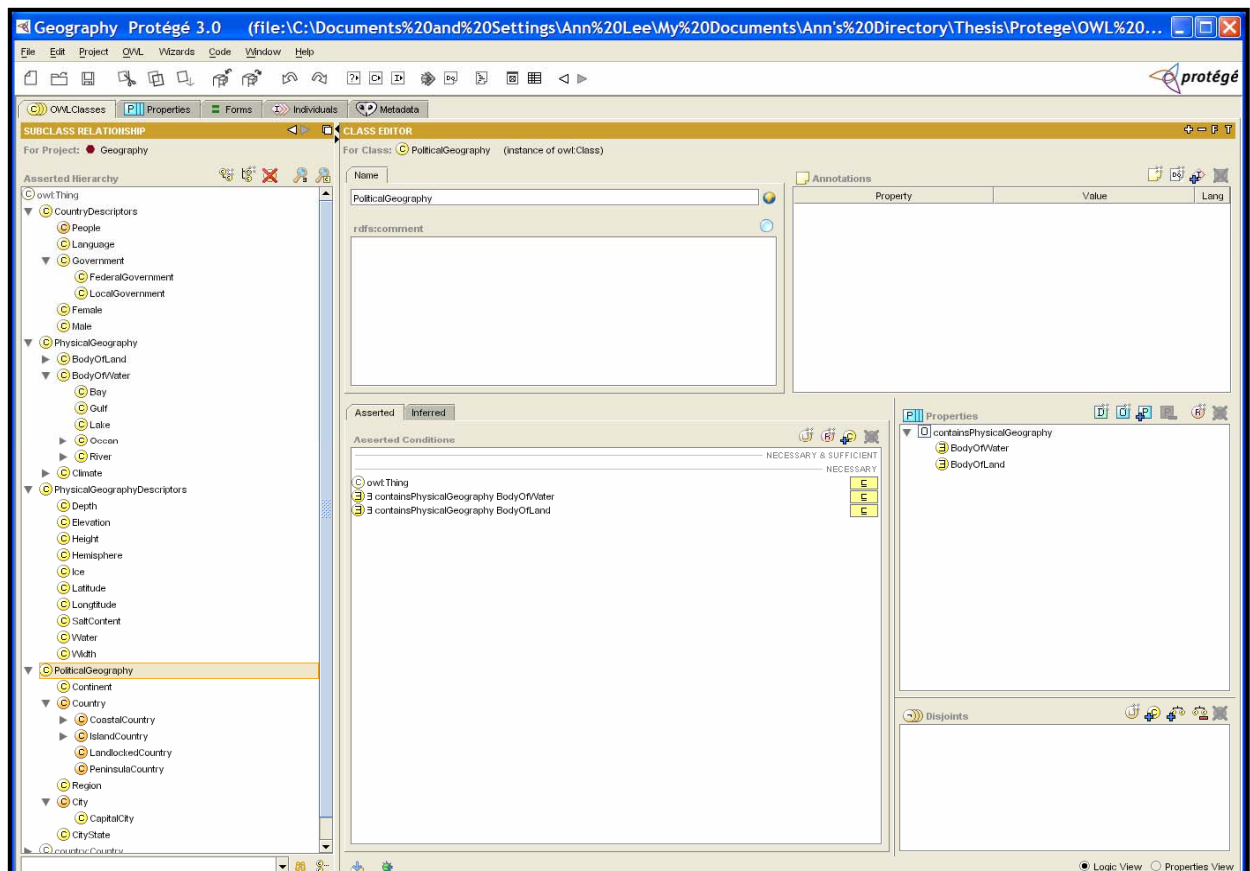 Geography Protégé 3.0 (file:\C:\Documents%20and%20Settings\Ann%20Lee\My%20Documents\Ann's%20Directory\Thesis\Protege\OWL%20...
File Edit Project OWL Wizards Code Window Help
protégé
OWLClasses Properties Forms Individuals Metadata
SUBCLASS RELATIONSHIP
For Project: Geography
Asserted Hierarchy
owl:Thing
CountryDescriptors
People
Language
Government
FederalGovernment
LocalGovernment
Female
Male
PhysicalGeography
BodyOfLand
BodyOfWater
Bay
Gulf
Lake
Ocean
River
Climate
PhysicalGeographyDescriptors
Depth
Elevation
Height
Hemisphere
Ice
Latitude
Longtitude
SaltContent
Water
Width
PoliticalGeography
Continent
Country
CoastalCountry
IslandCountry
LandlockedCountry
PeninsulaCountry
Region
City
CapitalCity
CityState
country:Country
CLASS EDITOR
For Class: PoliticalGeography (instance of owl:Class)
Name
PoliticalGeography
rdfs:comment
Annotations
Property Value Lang
Asserted Inferred
Asserted Conditions
NECESSARY & SUFFICIENT
NECESSARY
owl:Thing
∃ containsPhysicalGeography BodyOfWater
∃ containsPhysicalGeography BodyOfLand
Properties
containsPhysicalGeography
BodyOfWater
BodyOfLand
Disjoints
Logic View Properties View